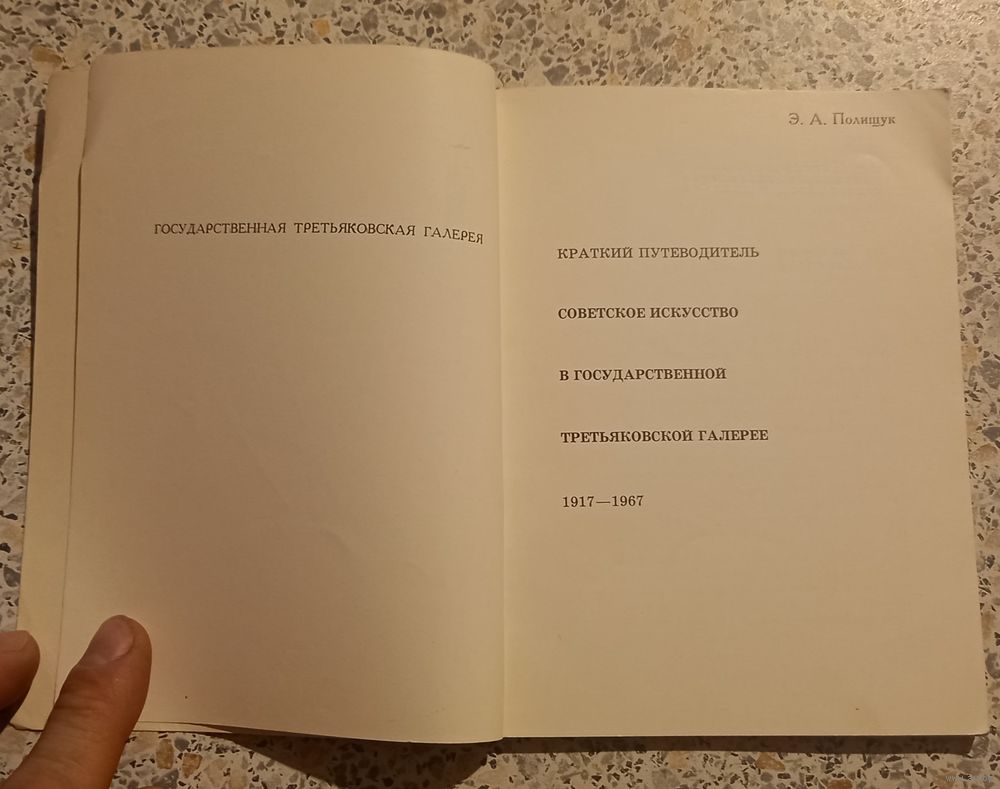 ГОСУДАРСТВЕННАЯ ТРЕТЬЯКОВСКАЯ ГАЛЕРЕЯ
Э. А. Полищук
КРАТКИЙ ПУТЕВОДИТЕЛЬ
СОВЕТСКОЕ ИСКУССТВО
В ГОСУДАРСТВЕННОЙ
ТРЕТЬЯКОВСКОЙ ГАЛЕРЕЕ
1917—1967